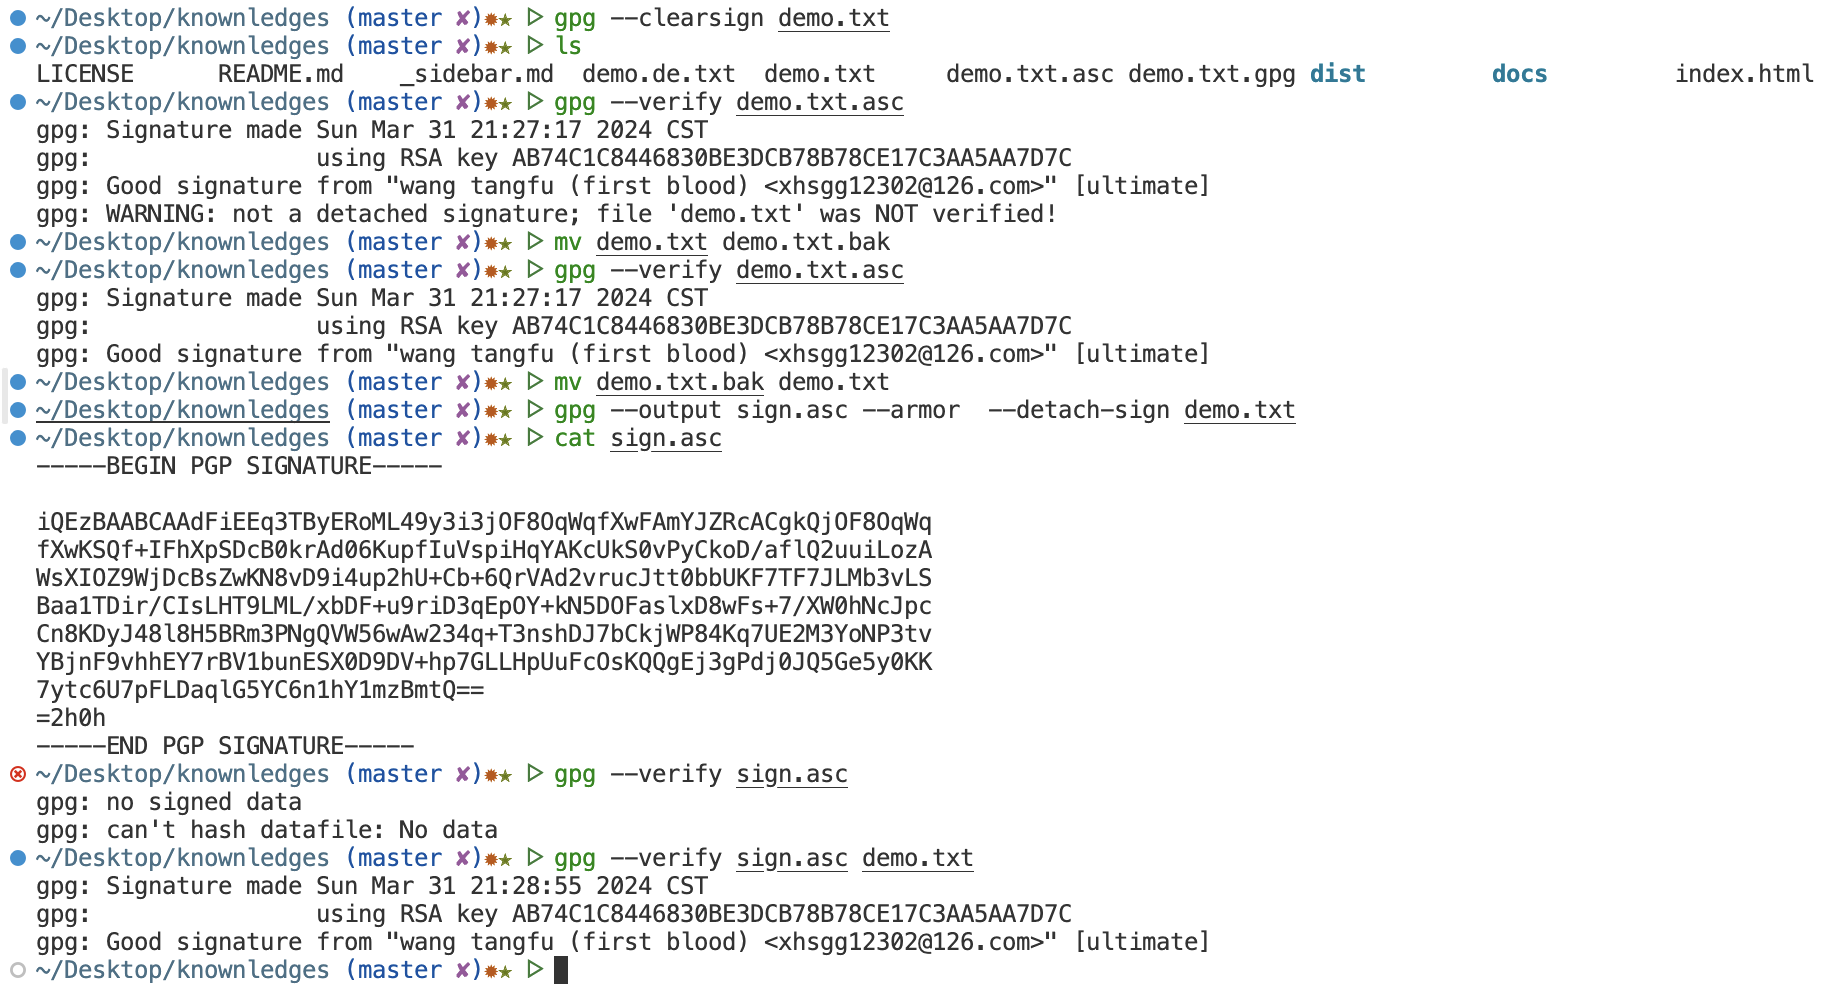 ~/Desktop/knownledges (master ✘)✹★ ▷ gpg --clearsign demo.txt
~/Desktop/knownledges (master ✘)✹★ ▷ ls
LICENSE      README.md    _sidebar.md  demo.de.txt  demo.txt     demo.txt.asc demo.txt.gpg dist         docs         index.html
~/Desktop/knownledges (master ✘)✹★ ▷ gpg --verify demo.txt.asc
gpg: Signature made Sun Mar 31 21:27:17 2024 CST
gpg:                using RSA key AB74C1C8446830BE3DCB78B78CE17C3AA5AA7D7C
gpg: Good signature from "wang tangfu (first blood) <xhsgg12302@126.com>" [ultimate]
gpg: WARNING: not a detached signature; file 'demo.txt' was NOT verified!
~/Desktop/knownledges (master ✘)✹★ ▷ mv demo.txt demo.txt.bak
~/Desktop/knownledges (master ✘)✹★ ▷ gpg --verify demo.txt.asc
gpg: Signature made Sun Mar 31 21:27:17 2024 CST
gpg:                using RSA key AB74C1C8446830BE3DCB78B78CE17C3AA5AA7D7C
gpg: Good signature from "wang tangfu (first blood) <xhsgg12302@126.com>" [ultimate]
~/Desktop/knownledges (master ✘)✹★ ▷ mv demo.txt.bak demo.txt
~/Desktop/knownledges (master ✘)✹★ ▷ gpg --output sign.asc --armor  --detach-sign demo.txt
~/Desktop/knownledges (master ✘)✹★ ▷ cat sign.asc
-----BEGIN PGP SIGNATURE-----

iQEzBAABCAAdFiEEq3TByERoML49y3i3jOF8OqWqfXwFAmYJZRcACgkQjOF8OqWq
fXwKSQf+IFhXpSDcB0krAd06KupfIuVspiHqYAKcUkS0vPyCkoD/aflQ2uuiLozA
WsXIOZ9WjDcBsZwKN8vD9i4up2hU+Cb+6QrVAd2vrucJtt0bbUKF7TF7JLMb3vLS
Baa1TDir/CIsLHT9LML/xbDF+u9riD3qEpOY+kN5DOFaslxD8wFs+7/XW0hNcJpc
Cn8KDyJ48l8H5BRm3PNgQVW56wAw234q+T3nshDJ7bCkjWP84Kq7UE2M3YoNP3tv
YBjnF9vhhEY7rBV1bunESX0D9DV+hp7GLLHpUuFcOsKQQgEj3gPdj0JQ5Ge5y0KK
7ytc6U7pFLDaqlG5YC6n1hY1mzBmtQ==
=2h0h
-----END PGP SIGNATURE-----
~/Desktop/knownledges (master ✘)✹★ ▷ gpg --verify sign.asc
gpg: no signed data
gpg: can't hash datafile: No data
~/Desktop/knownledges (master ✘)✹★ ▷ gpg --verify sign.asc demo.txt
gpg: Signature made Sun Mar 31 21:28:55 2024 CST
gpg:                using RSA key AB74C1C8446830BE3DCB78B78CE17C3AA5AA7D7C
gpg: Good signature from "wang tangfu (first blood) <xhsgg12302@126.com>" [ultimate]
~/Desktop/knownledges (master ✘)✹★ ▷